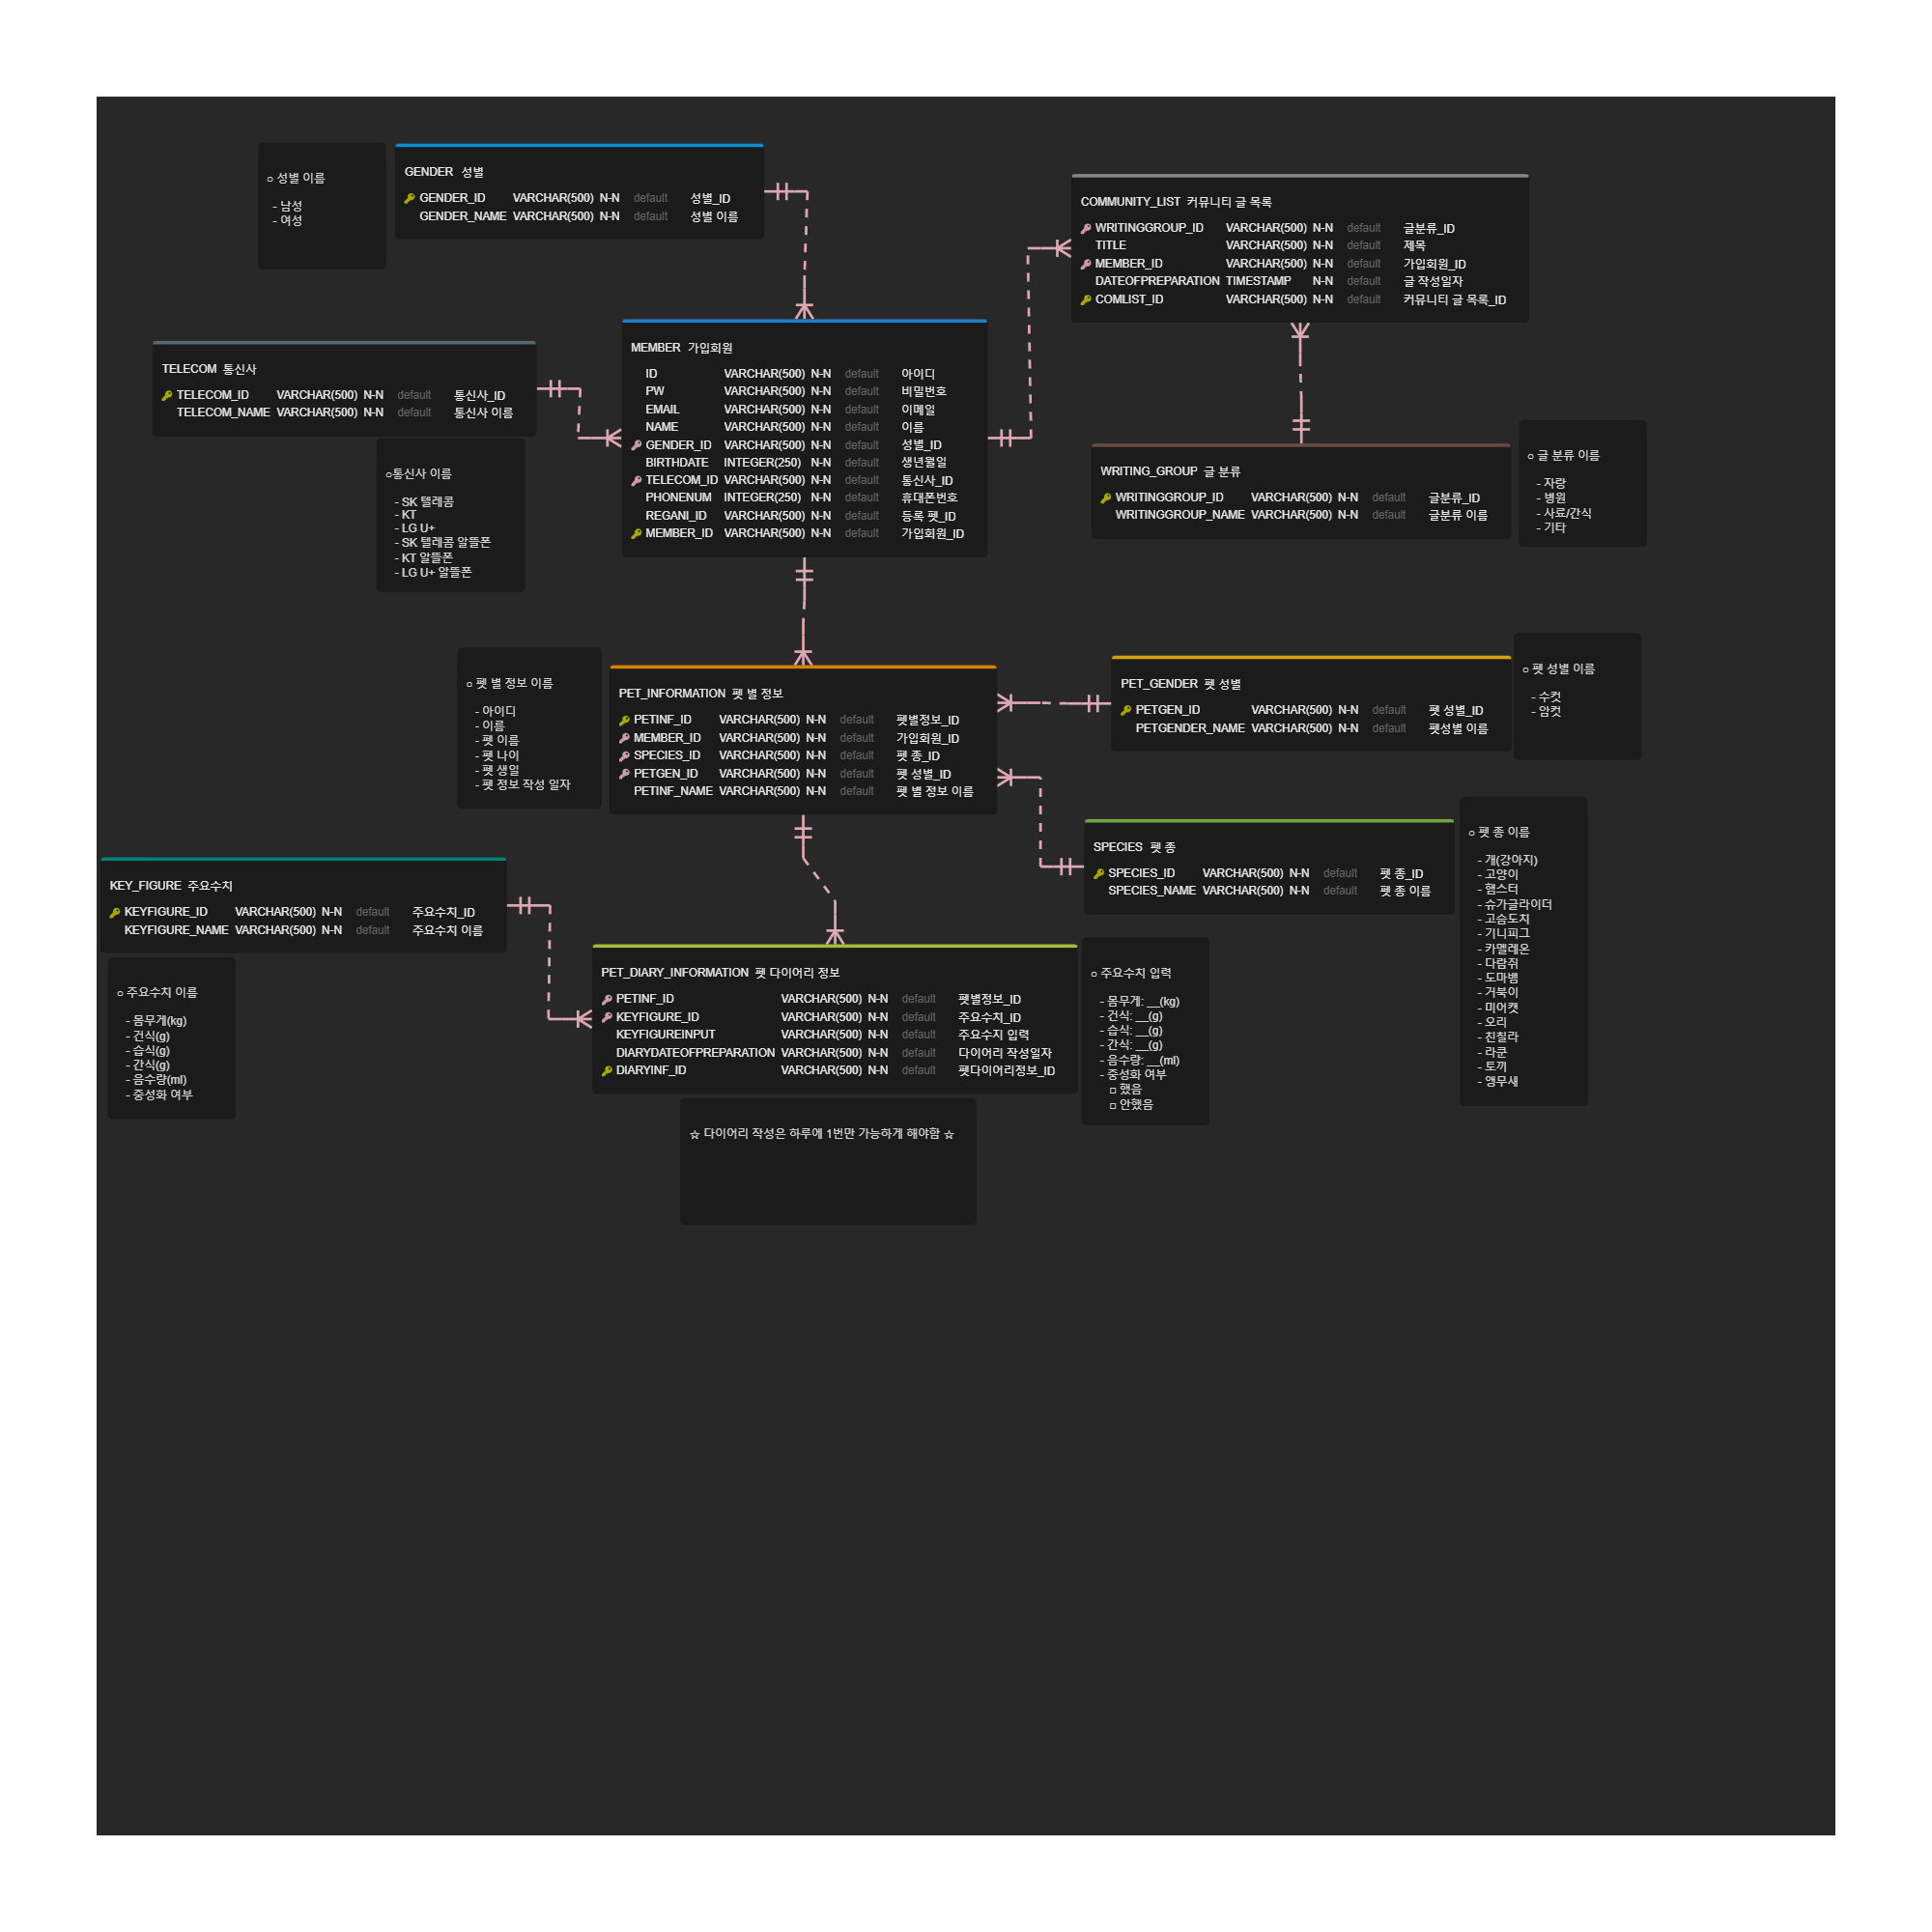 ○ 성별 이름
- 남성
- 여성
GENDER 성별
GENDER_ID VARCHAR(500) N-N default 성별_ID
GENDER_NAME VARCHAR(500) N-N default 성별 이름
COMMUNITY_LIST 커뮤니티 글 목록
WRITINGGROUP_ID VARCHAR(500) N-N default 글분류_ID
TITLE VARCHAR(500) N-N default 제목
MEMBER_ID VARCHAR(500) N-N default 가입회원_ID
DATEOFPREPARATION TIMESTAMP N-N default 글 작성일자
COMLIST_ID VARCHAR(500) N-N default 커뮤니티 글 목록_ID
TELECOM 통신사
TELECOM_ID VARCHAR(500) N-N default 통신사_ID
TELECOM_NAME VARCHAR(500) N-N default 통신사 이름
○통신사 이름
- SK 텔레콤
- KT
- LG U+
- SK 텔레콤 알뜰폰
- KT 알뜰폰
- LG U+ 알뜰폰
MEMBER 가입회원
ID VARCHAR(500) N-N default 아이디
PW VARCHAR(500) N-N default 비밀번호
EMAIL VARCHAR(500) N-N default 이메일
NAME VARCHAR(500) N-N default 이름
GENDER_ID VARCHAR(500) N-N default 성별_ID
BIRTHDATE INTEGER(250) N-N default 생년월일
TELECOM_ID VARCHAR(500) N-N default 통신사_ID
PHONENUM INTEGER(250) N-N default 휴대폰번호
REGANI_ID VARCHAR(500) N-N default 등록 펫_ID
MEMBER_ID VARCHAR(500) N-N default 가입회원_ID
WRITING_GROUP 글 분류
WRITINGGROUP_ID VARCHAR(500) N-N default 글분류_ID
WRITINGGROUP_NAME VARCHAR(500) N-N default 글분류 이름
○ 글 분류 이름
- 자랑
- 병원
- 사료/간식
- 기타
○ 펫 별 정보 이름
- 아이디
- 이름
- 펫 이름
- 펫 나이
- 펫 생일
- 펫 정보 작성 일자
PET_INFORMATION 펫 별 정보
PETINF_ID VARCHAR(500) N-N default 펫별정보_ID
MEMBER_ID VARCHAR(500) N-N default 가입회원_ID
SPECIES_ID VARCHAR(500) N-N default 펫 종_ID
PETGEN_ID VARCHAR(500) N-N default 펫 성별_ID
PETINF_NAME VARCHAR(500) N-N default 펫 별 정보 이름
PET_GENDER 펫 성별
PETGEN_ID VARCHAR(500) N-N default 펫 성별_ID
PETGENDER_NAME VARCHAR(500) N-N default 펫성별 이름
○ 펫 성별 이름
- 수컷
- 암컷
SPECIES 펫 종
SPECIES_ID VARCHAR(500) N-N default 펫 종_ID
SPECIES_NAME VARCHAR(500) N-N default 펫 종 이름
○ 펫 종 이름
- 개(강아지)
- 고양이
- 햄스터
- 슈가글라이더
- 고슴도치
- 기니피그
- 카멜레온
- 다람쥐
- 도마뱀
- 거북이
- 미어캣
- 오리
- 친칠라
- 라쿤
- 토끼
- 앵무새
KEY_FIGURE 주요수치
KEYFIGURE_ID VARCHAR(500) N-N default 주요수치_ID
KEYFIGURE_NAME VARCHAR(500) N-N default 주요수치 이름
○ 주요수치 이름
- 몸무게(kg)
- 건식(g)
- 습식(g)
- 간식(g)
- 음수량(ml)
- 중성화 여부
PET_DIARY_INFORMATION 펫 다이어리 정보
PETINF_ID VARCHAR(500) N-N default 펫별정보_ID
KEYFIGURE_ID VARCHAR(500) N-N default 주요수치_ID
KEYFIGUREINPUT VARCHAR(500) N-N default 주요수지 입력
DIARYDATEOFPREPARATION VARCHAR(500) N-N default 다이어리 작성일자
DIARYINF_ID VARCHAR(500) N-N default 펫다이어리정보_ID
○ 주요수치 입력
- 몸무게: __(kg)
- 건식: __(g)
- 습식: __(g)
- 간식: __(g)
- 음수량: __(ml)
- 중성화 여부
□ 했음
□ 안했음
☆ 다이어리 작성은 하루에 1번만 가능하게 해야함 ☆